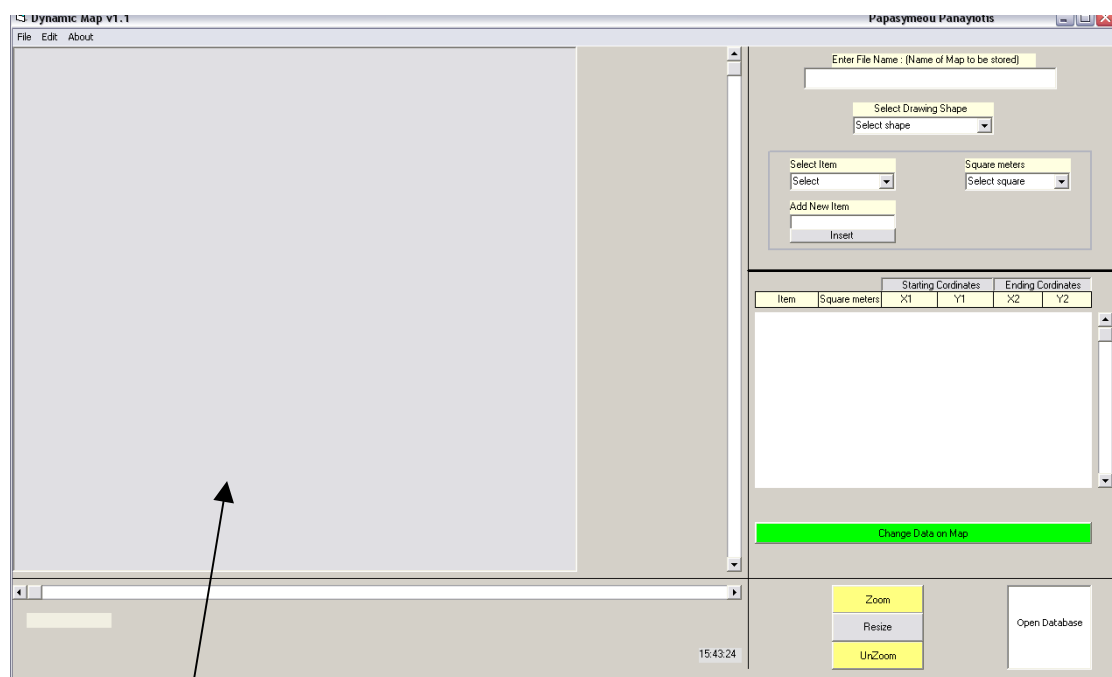 Dynamic Map v1.1 Papasymeou Panayiotis
File Edit About
Enter File Name : (Name of Map to be stored)
Select Drawing Shape
Select shape
Select Item Square meters
Select Select square
Add New Item
Insert
Starting Cordinates Ending Cordinates
Item Square meters X1 Y1 X2 Y2
Change Data on Map
Zoom
Resize Open Database
UnZoom
15:43:24